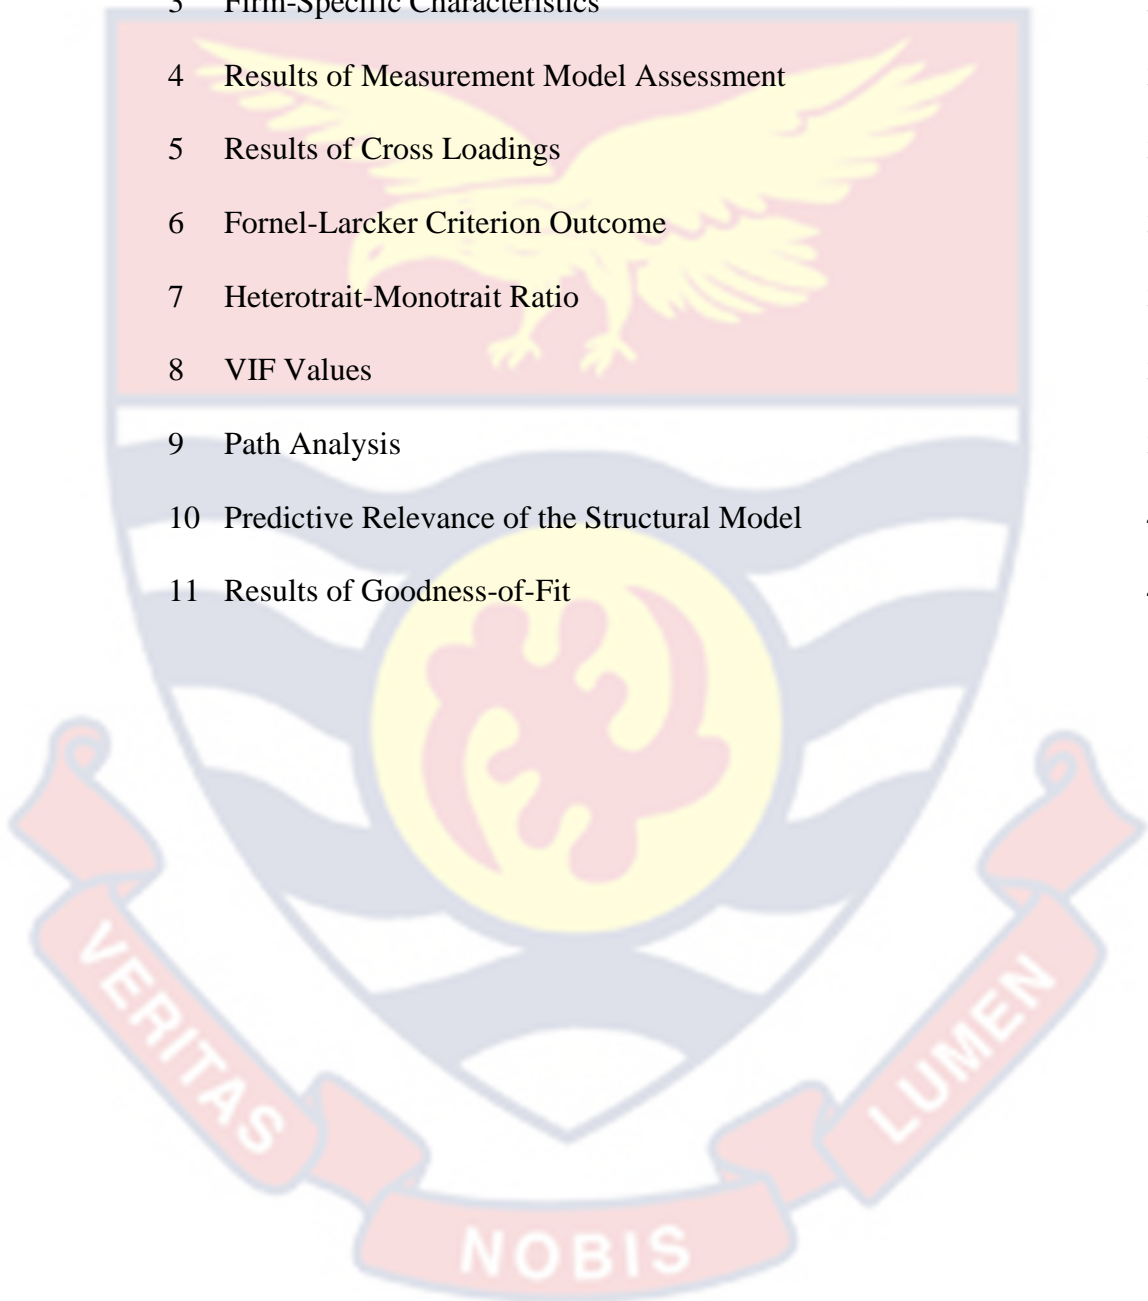 3 Firm-Specific Characteristics
4 Results of Measurement Model Assessment
5 Results of Cross Loadings
6 Fornel-Larcker Criterion Outcome
7 Heterotrait-Monotrait Ratio
8 VIF Values
9 Path Analysis
10 Predictive Relevance of the Structural Model
11 Results of Goodness-of-Fit
VERITAS
NOBIS
LUMEN